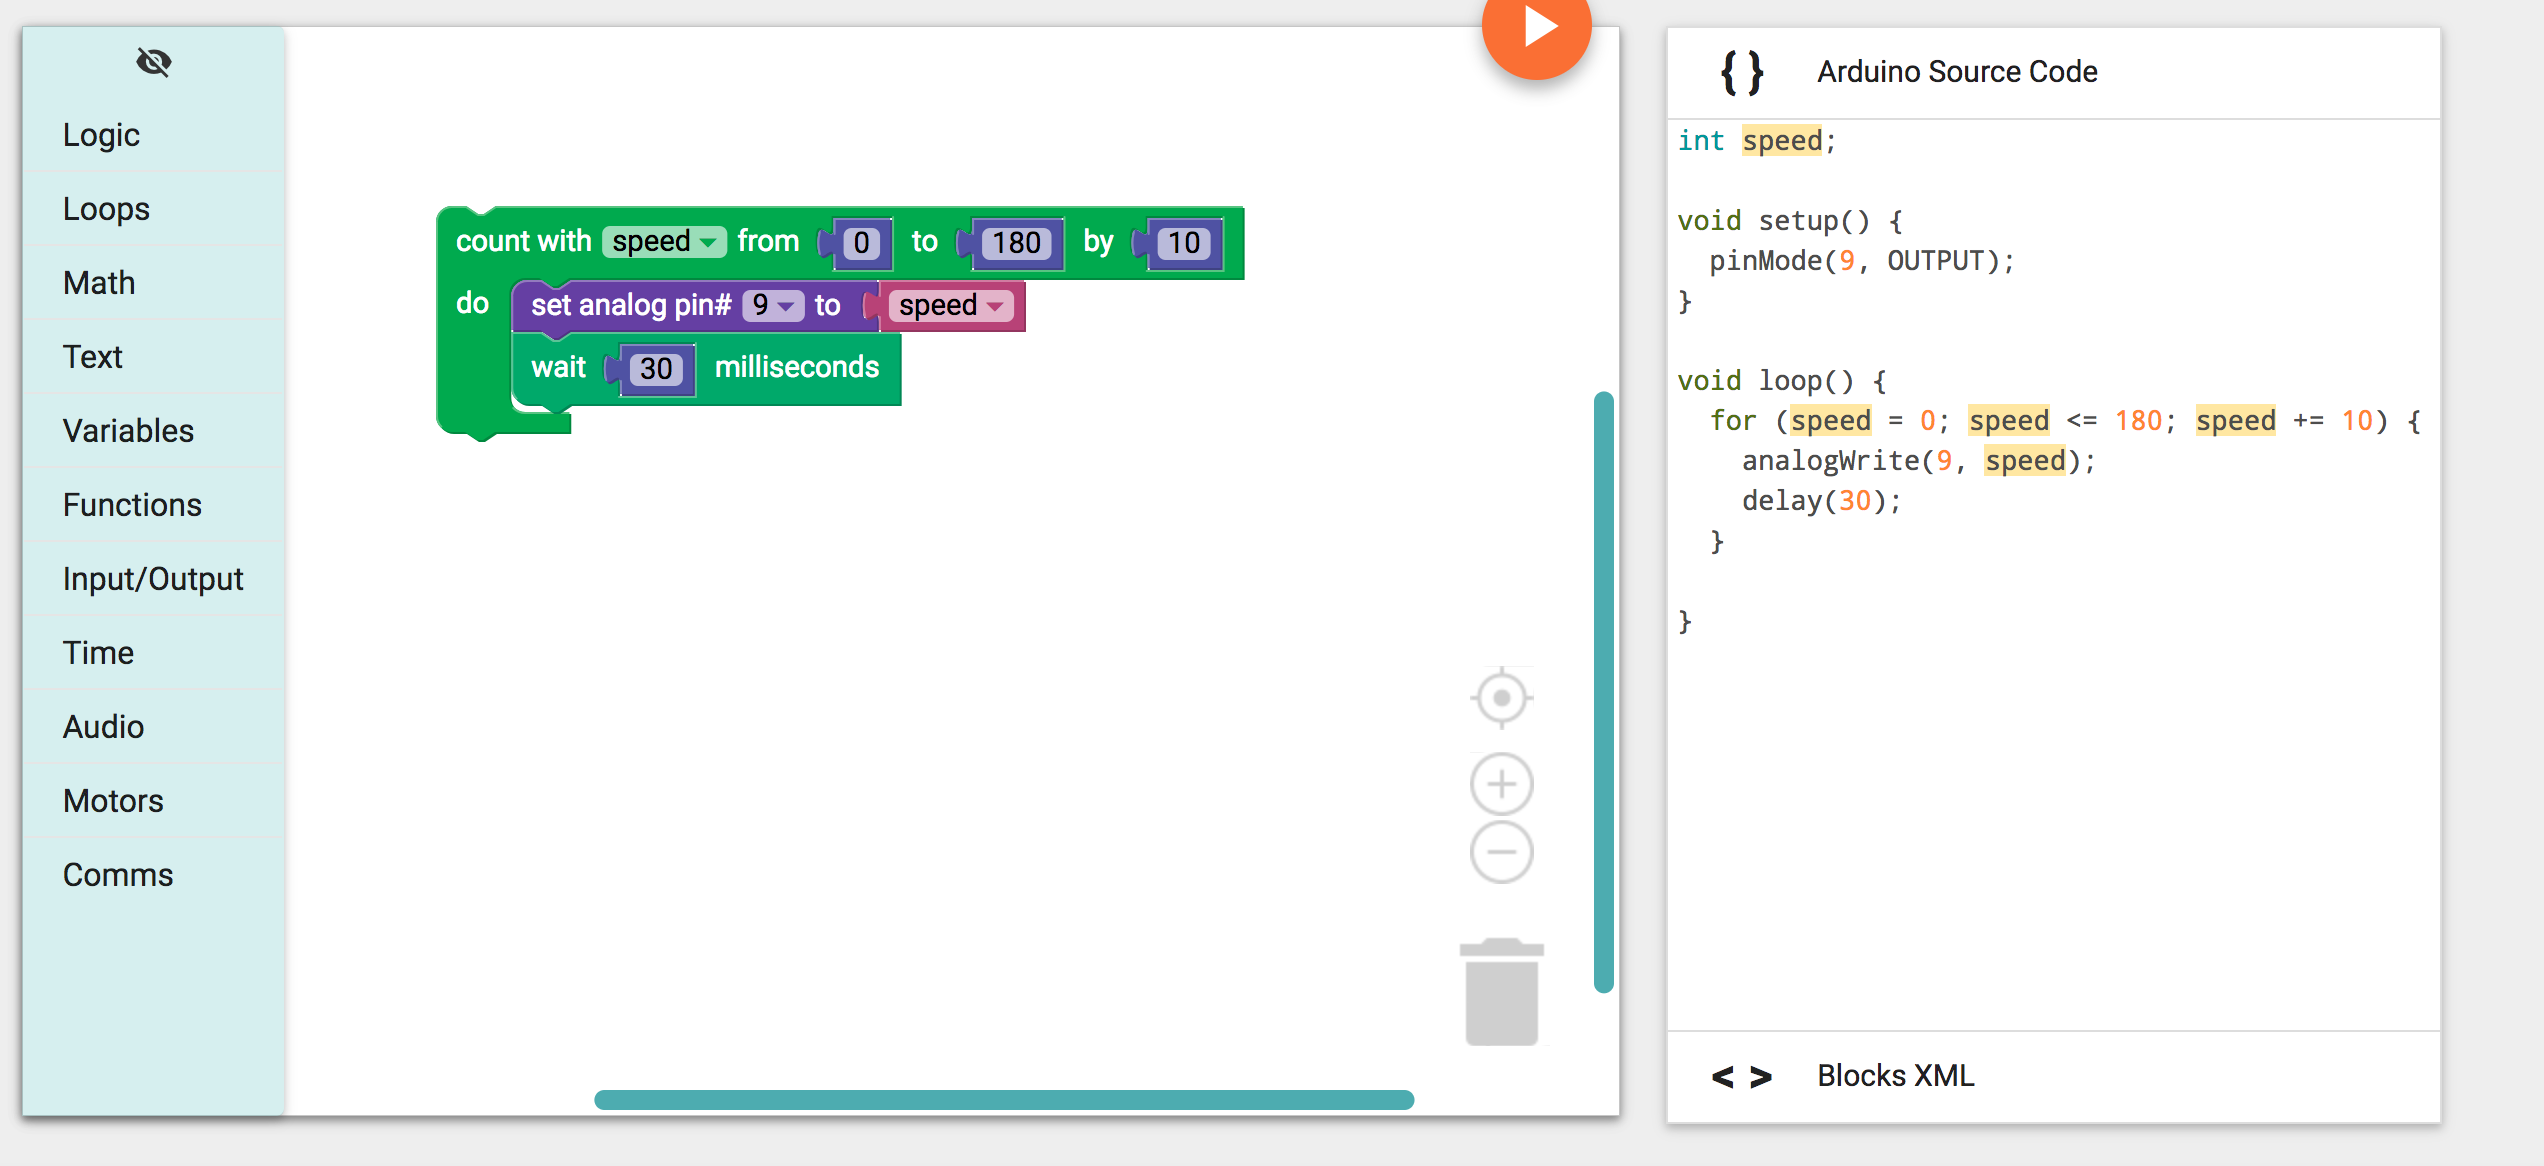 Logic
Loops
Math
Text
Variables
Functions
Input/Output
Time
Audio
Motors
Comms
count with speed from 0 to 180 by 10
do set analog pin# 9 to speed
wait 30 milliseconds
{ } Arduino Source Code
int speed;
void setup() {
pinMode(9, OUTPUT);
}
void loop() {
for (speed = 0; speed <= 180; speed += 10) {
analogWrite(9, speed);
delay(30);
}
}
< > Blocks XML